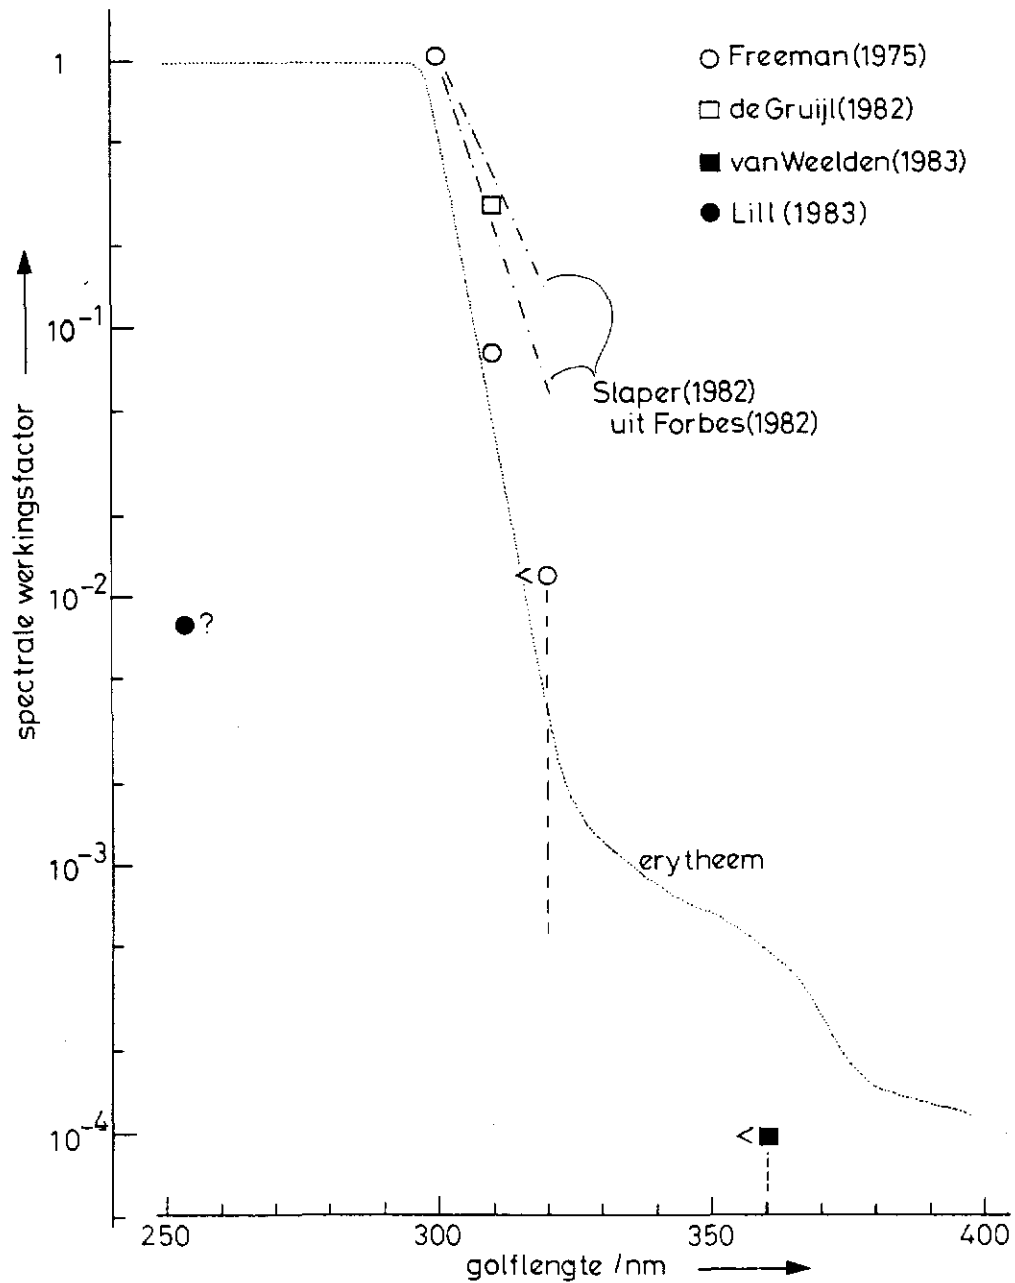 1
10⁻¹
10⁻²
10⁻³
10⁻⁴
spectrale werkingsfactor
Freeman (1975)
de Gruijl (1982)
van Weelden (1983)
Lill (1983)
Slaper (1982)
uit Forbes (1982)
<
?
erytheem
<
250 300 350 400
golflengte /nm